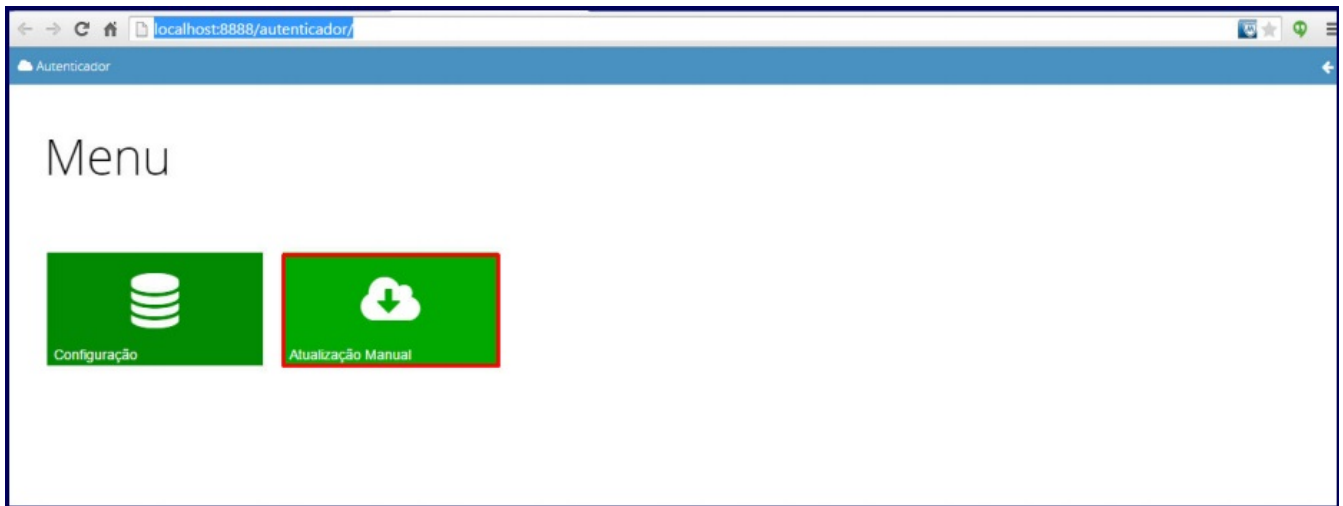 localhost:8888/autenticador/
Autenticador
Menu
Configuração
Atualização Manual